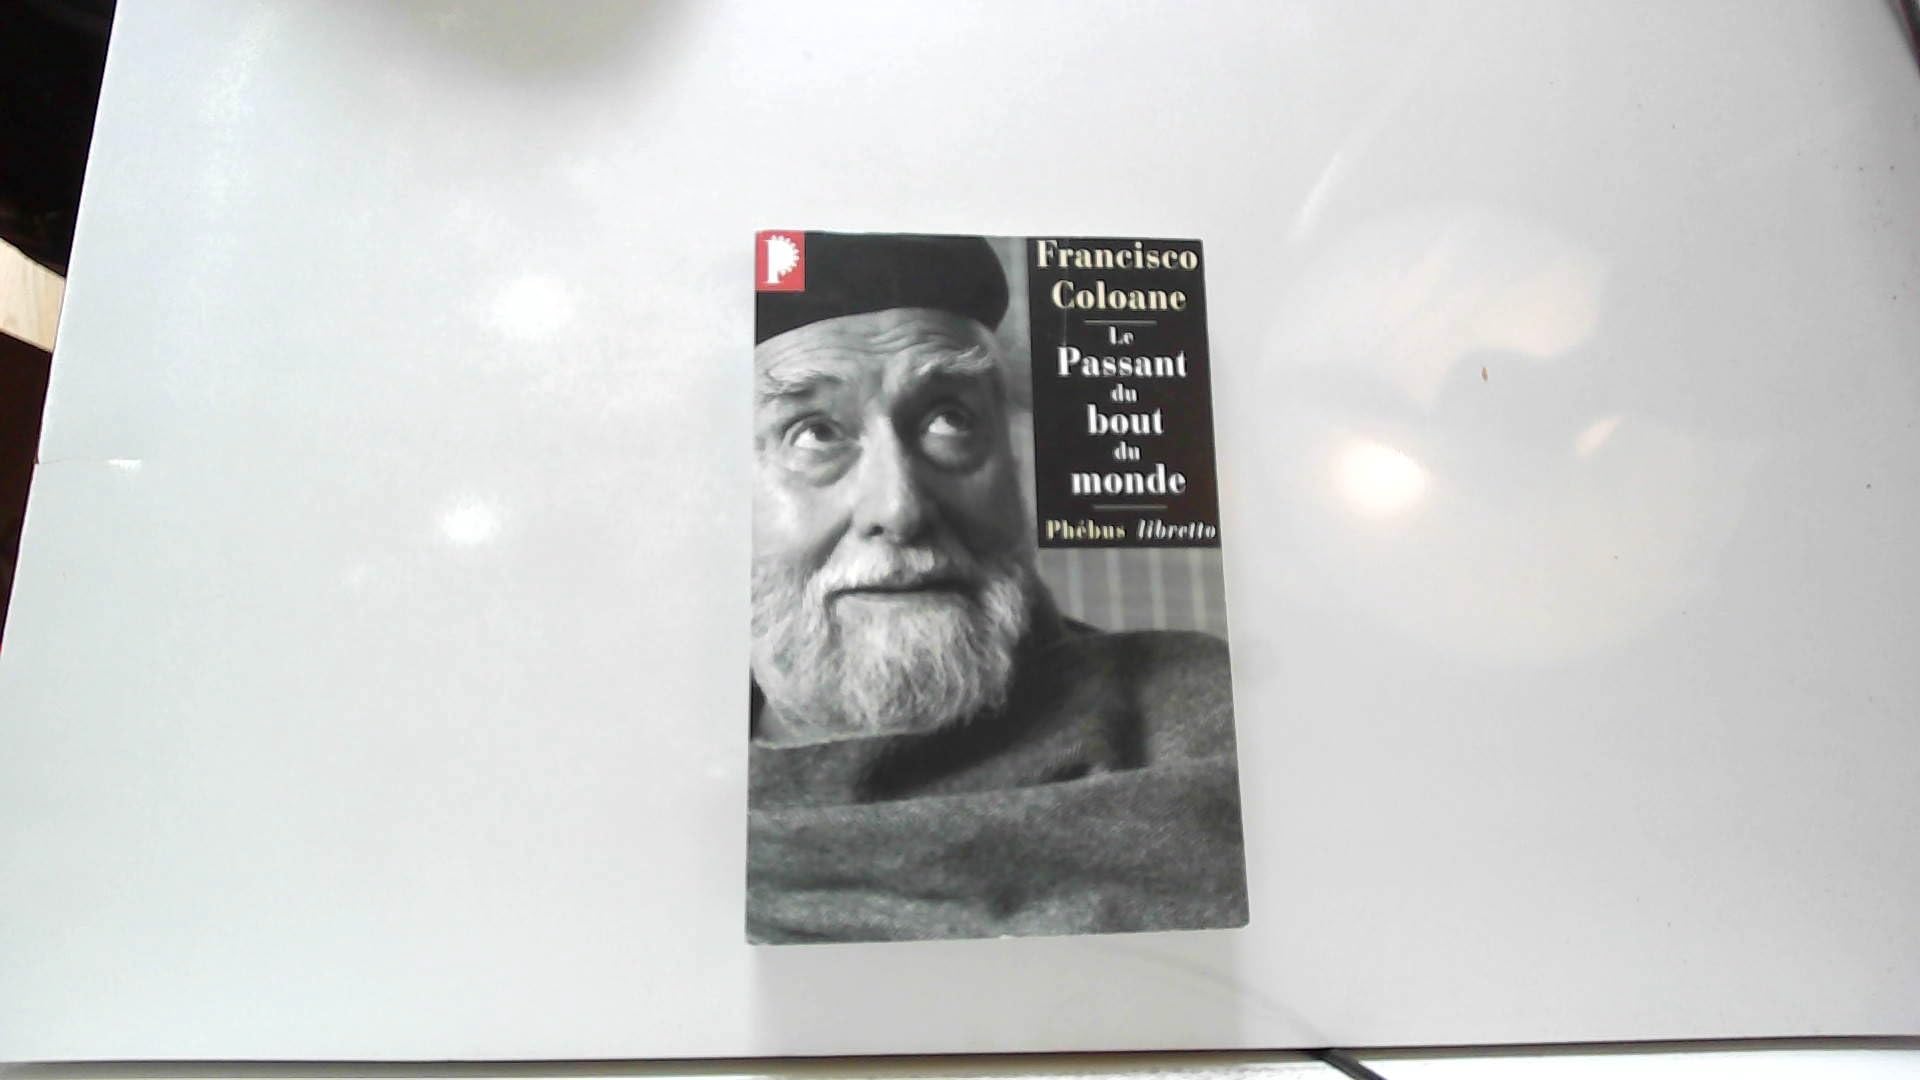 Francisco
Coloane
Le
Passant
du
bout
du
monde
Phébus libretto